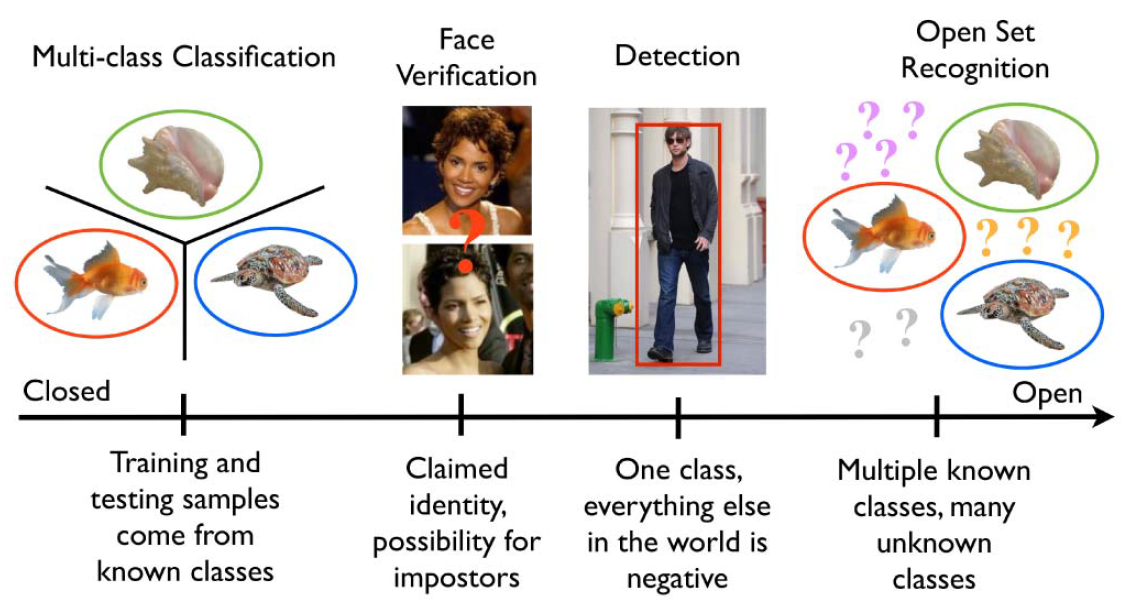 Multi-class Classification
Face
Verification
Detection
Open Set
Recognition
?
? ?
? ?
? ? ?
? ?
Closed
Open
Training and
testing samples
come from
known classes
Claimed
identity,
possibility for
impostors
One class,
everything else
in the world is
negative
Multiple known
classes, many
unknown
classes